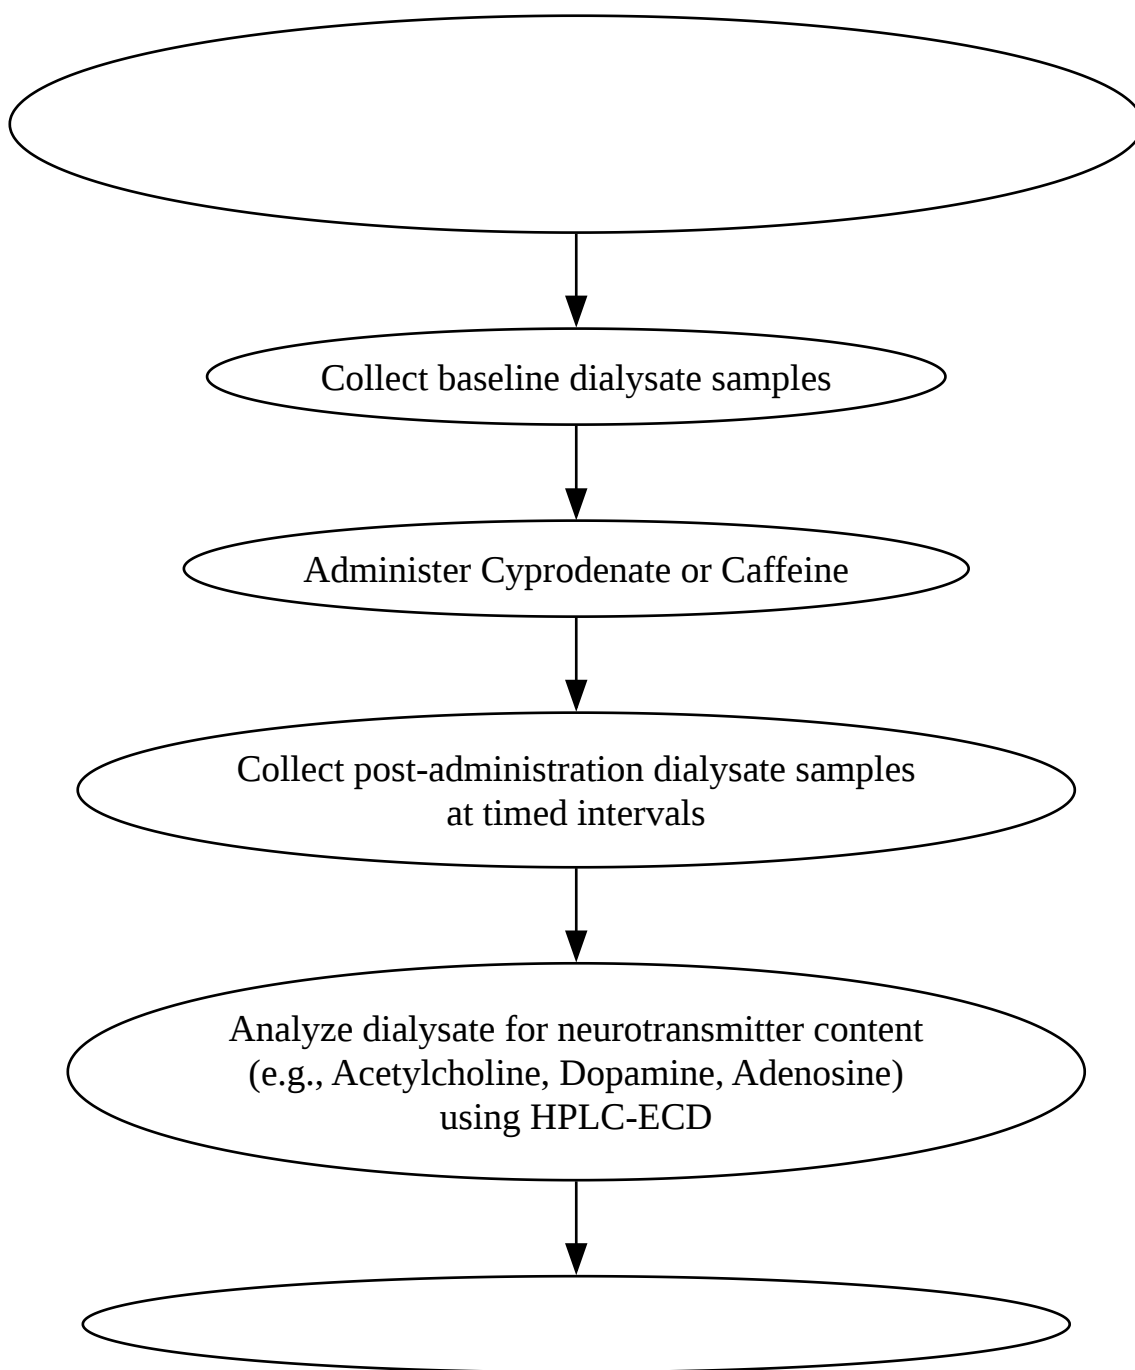 Collect baseline dialysate samples
Administer Cyprodenate or Caffeine
Collect post-administration dialysate samples
at timed intervals
Analyze dialysate for neurotransmitter content
(e.g., Acetylcholine, Dopamine, Adenosine)
using HPLC-ECD